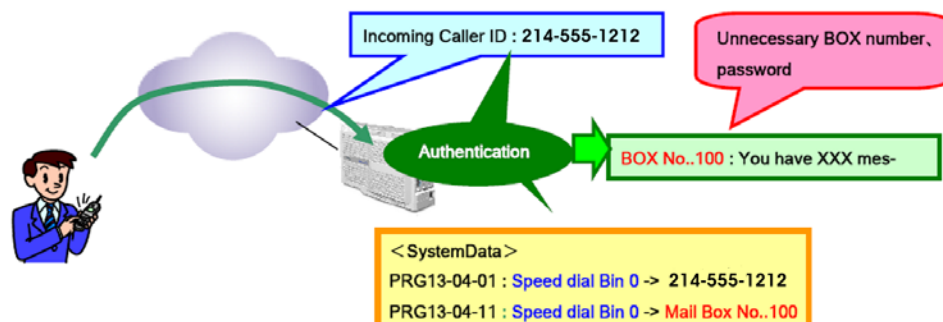 Incoming Caller ID : 214-555-1212
Unnecessary BOX number、
password
Authentication
BOX No..100 : You have XXX mes-
＜SystemData＞
PRG13-04-01 : Speed dial Bin 0 -> 214-555-1212
PRG13-04-11 : Speed dial Bin 0 -> Mail Box No..100